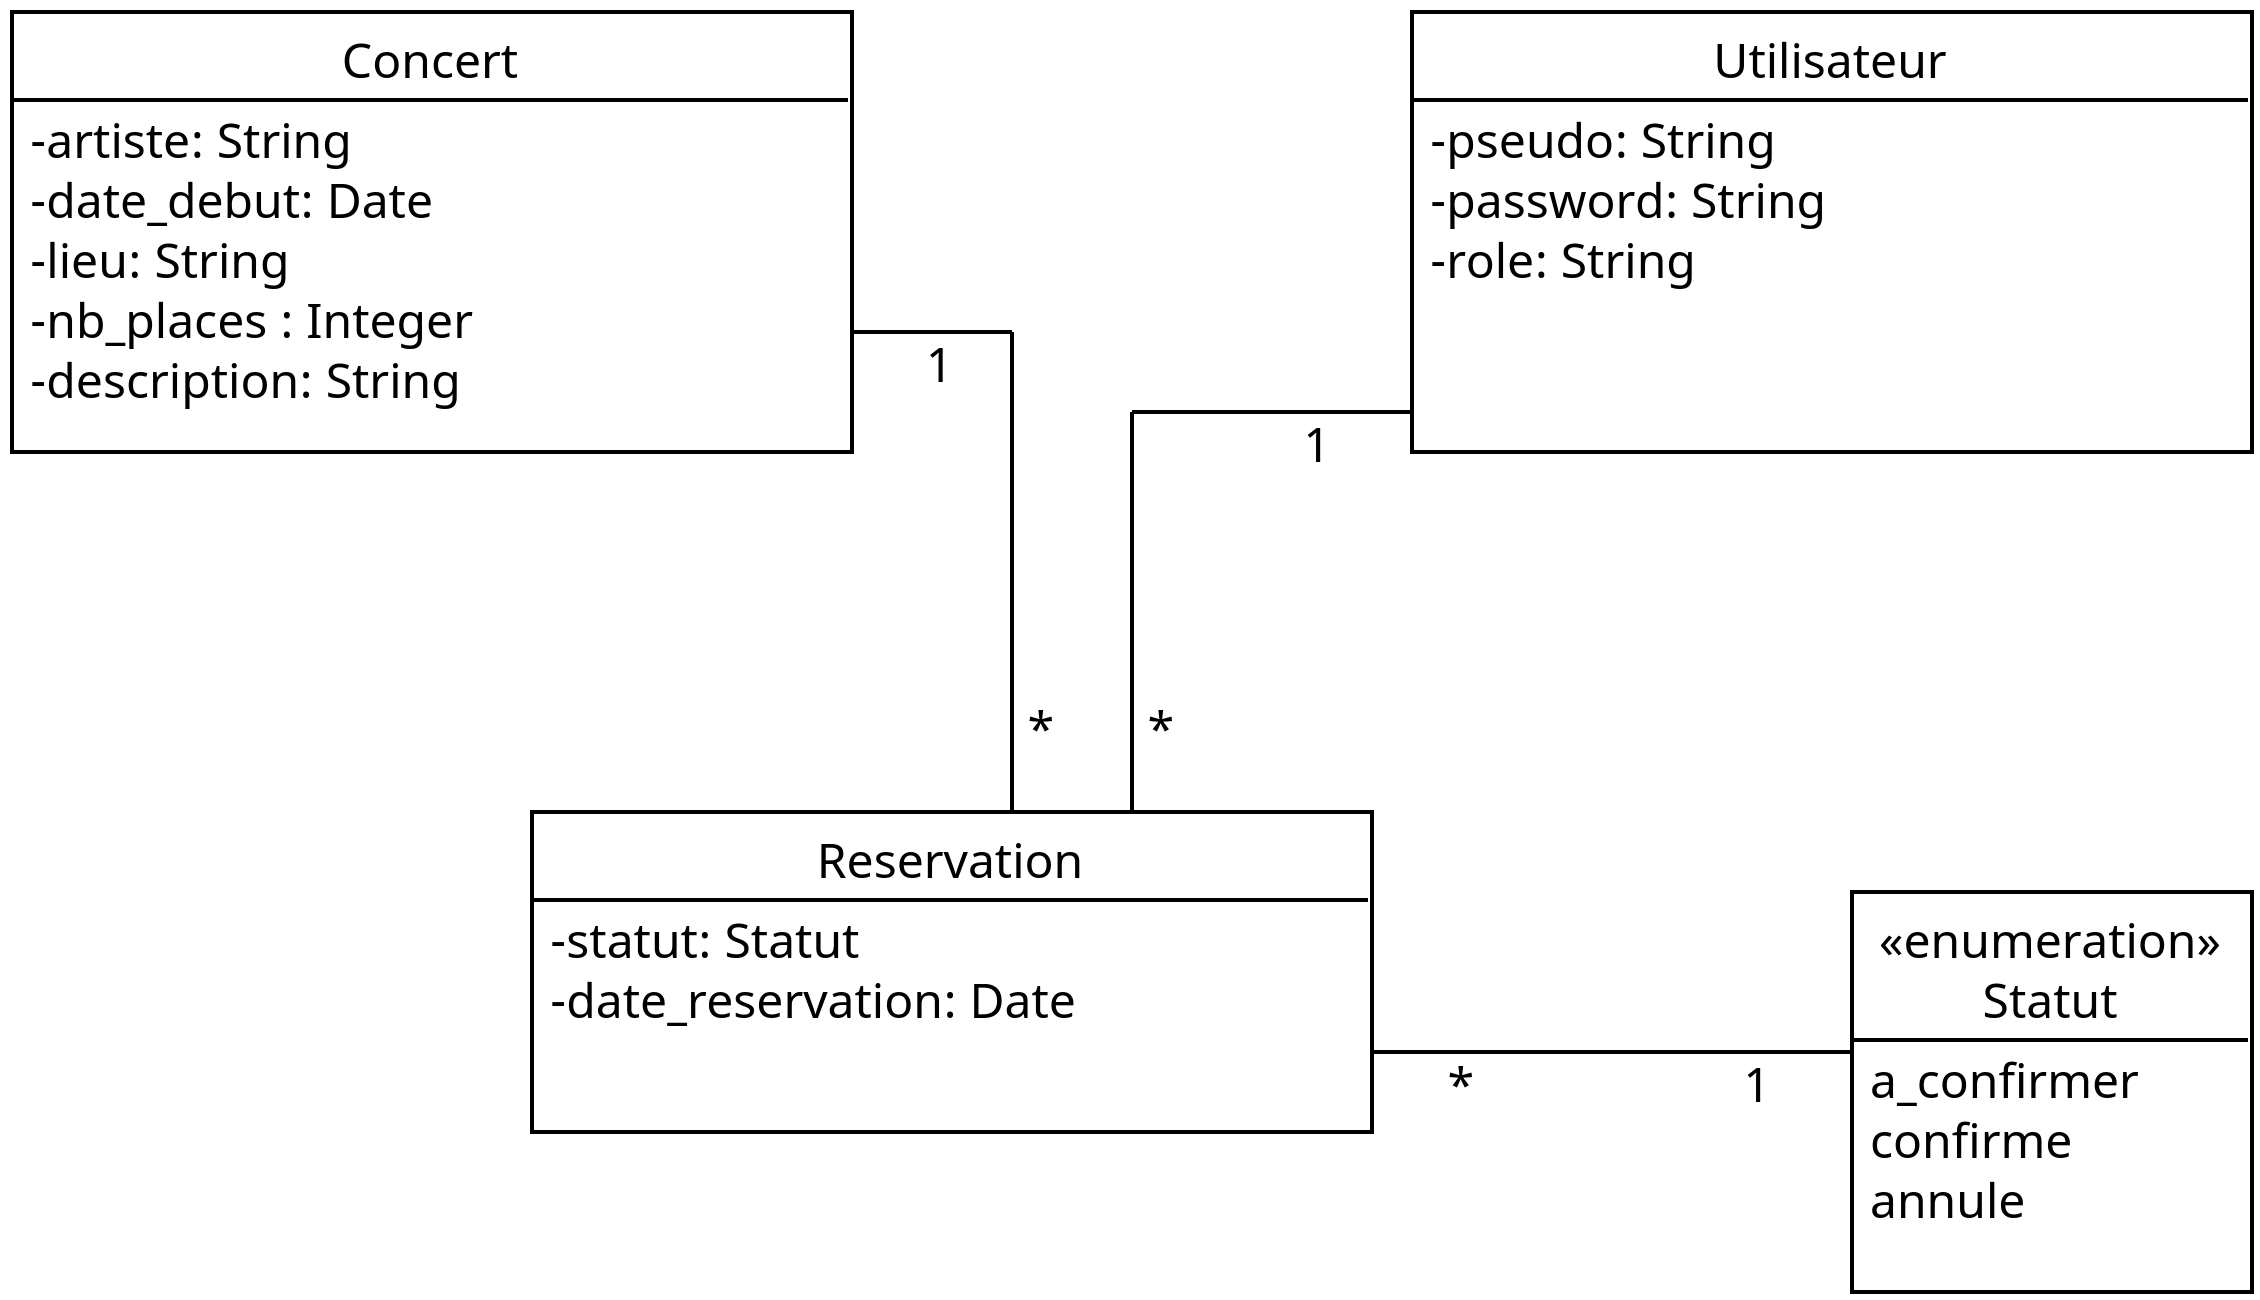 Concert
-artiste: String
-date_debut: Date
-lieu: String
-nb_places : Integer
-description: String
1
Utilisateur
-pseudo: String
-password: String
-role: String
1
*
*
Reservation
-statut: Statut
-date_reservation: Date
*
1
«enumeration»
Statut
a_confirmer
confirme
annule